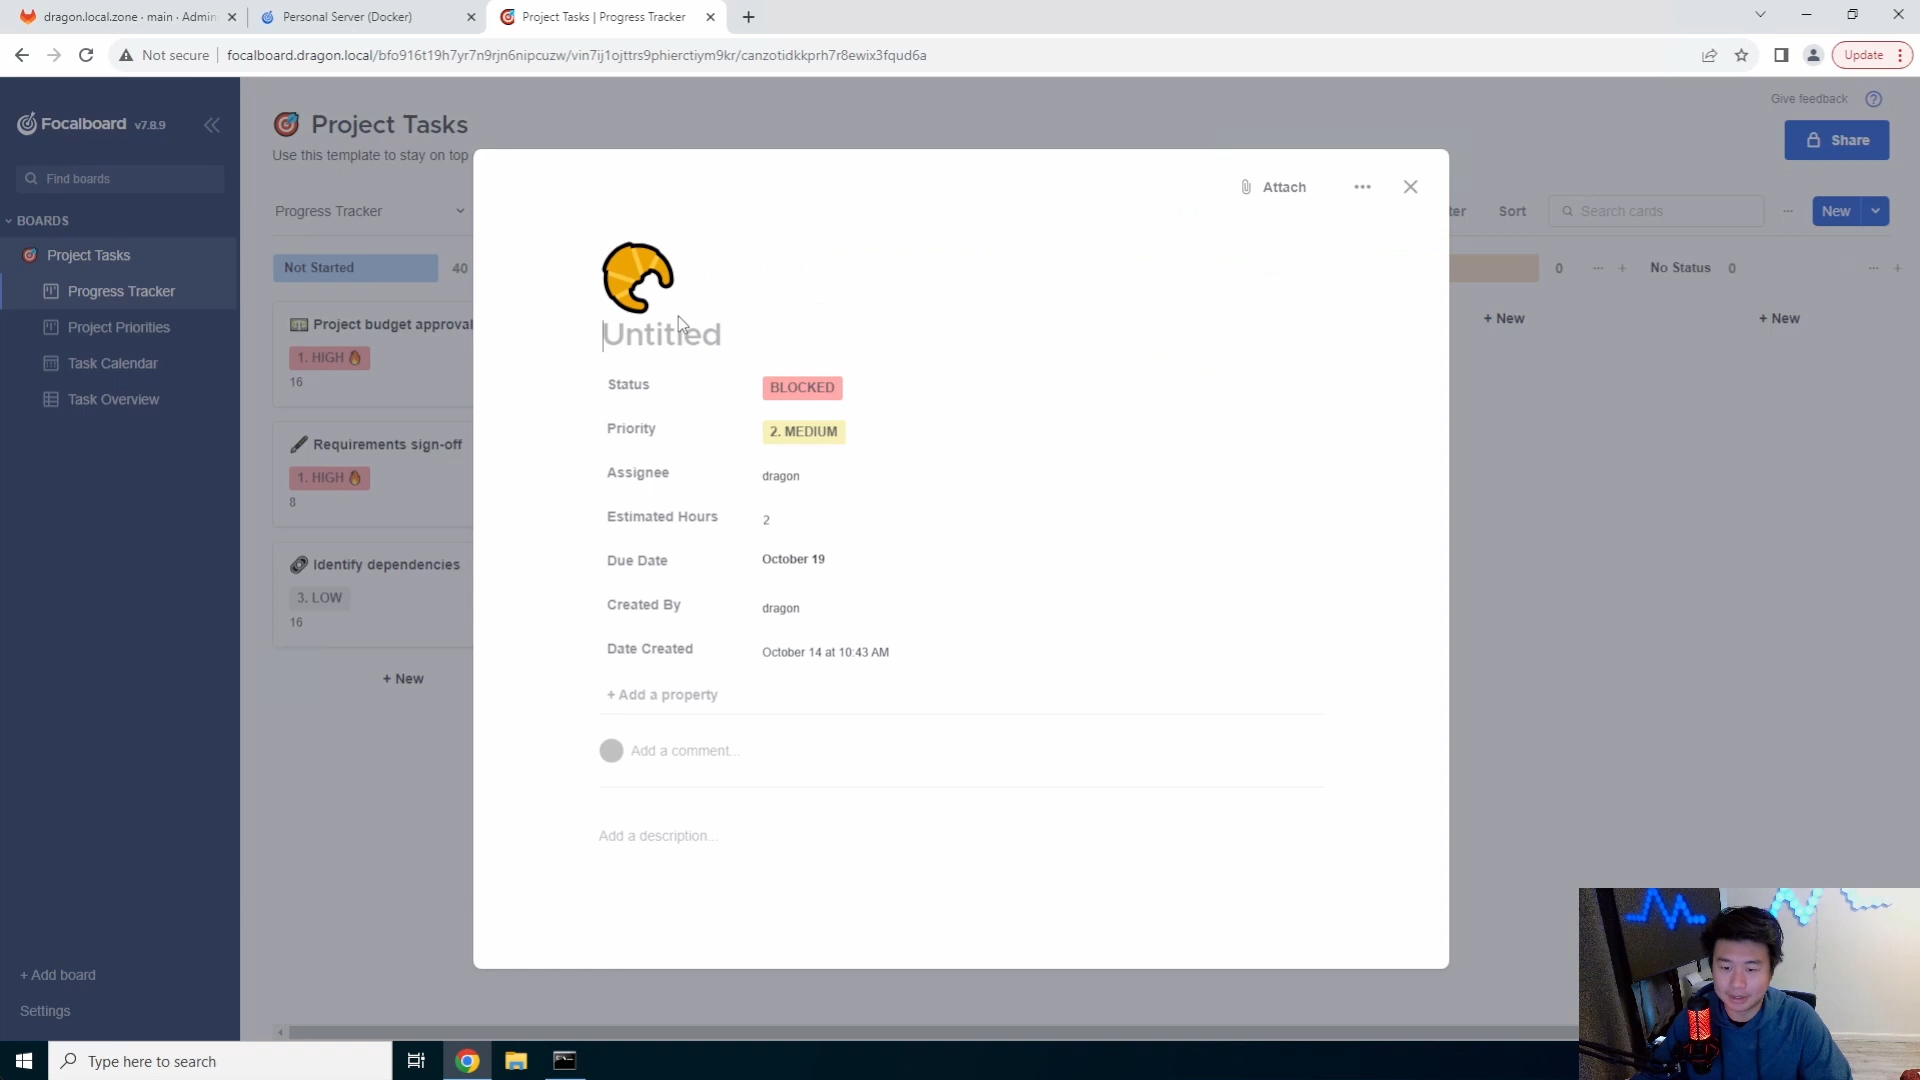 dragon.local.zone · main · Admin
Personal Server (Docker)
Project Tasks | Progress Tracker
Not secure
focalboard.dragon.local/bfo916t19h7yr7n9rjn6nipcuzw/vin7ij1ojttrs9phierctiym9kr/canzotidkkprh7r8ewix3fqud6a
Update
Focalboard v7.8.9
Find boards
BOARDS
Project Tasks
Progress Tracker
Project Priorities
Task Calendar
Task Overview
+ Add board
Settings
Project Tasks
Use this template to stay on top
Give feedback
Share
Progress Tracker
ter
Sort
Search cards
New
Not Started 40
0
No Status 0
Project budget approval
1. HIGH
16
Requirements sign-off
1. HIGH
8
Identify dependencies
3. LOW
16
+ New
+ New
+ New
Attach
Untitled
Status BLOCKED
Priority 2. MEDIUM
Assignee dragon
Estimated Hours 2
Due Date October 19
Created By dragon
Date Created October 14 at 10:43 AM
+ Add a property
Add a comment...
Add a description...
Type here to search